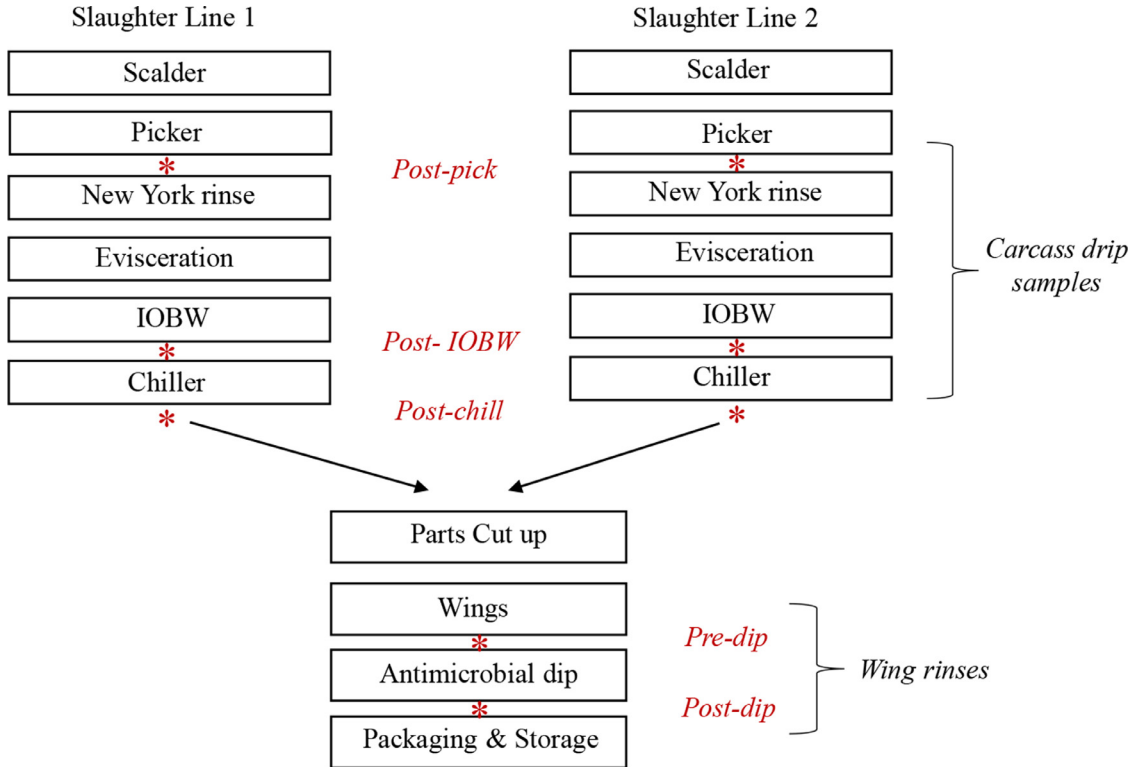 Slaughter Line 1
Slaughter Line 2
Scalder
Scalder
Picker
Picker
*
*
Post-pick
New York rinse
New York rinse
Evisceration
Evisceration
Carcass drip
samples
IOBW
IOBW
*
*
Post- IOBW
Chiller
Chiller
*
*
Post-chill
Parts Cut up
Wings
*
Pre-dip
Antimicrobial dip
Wing rinses
*
Post-dip
Packaging & Storage